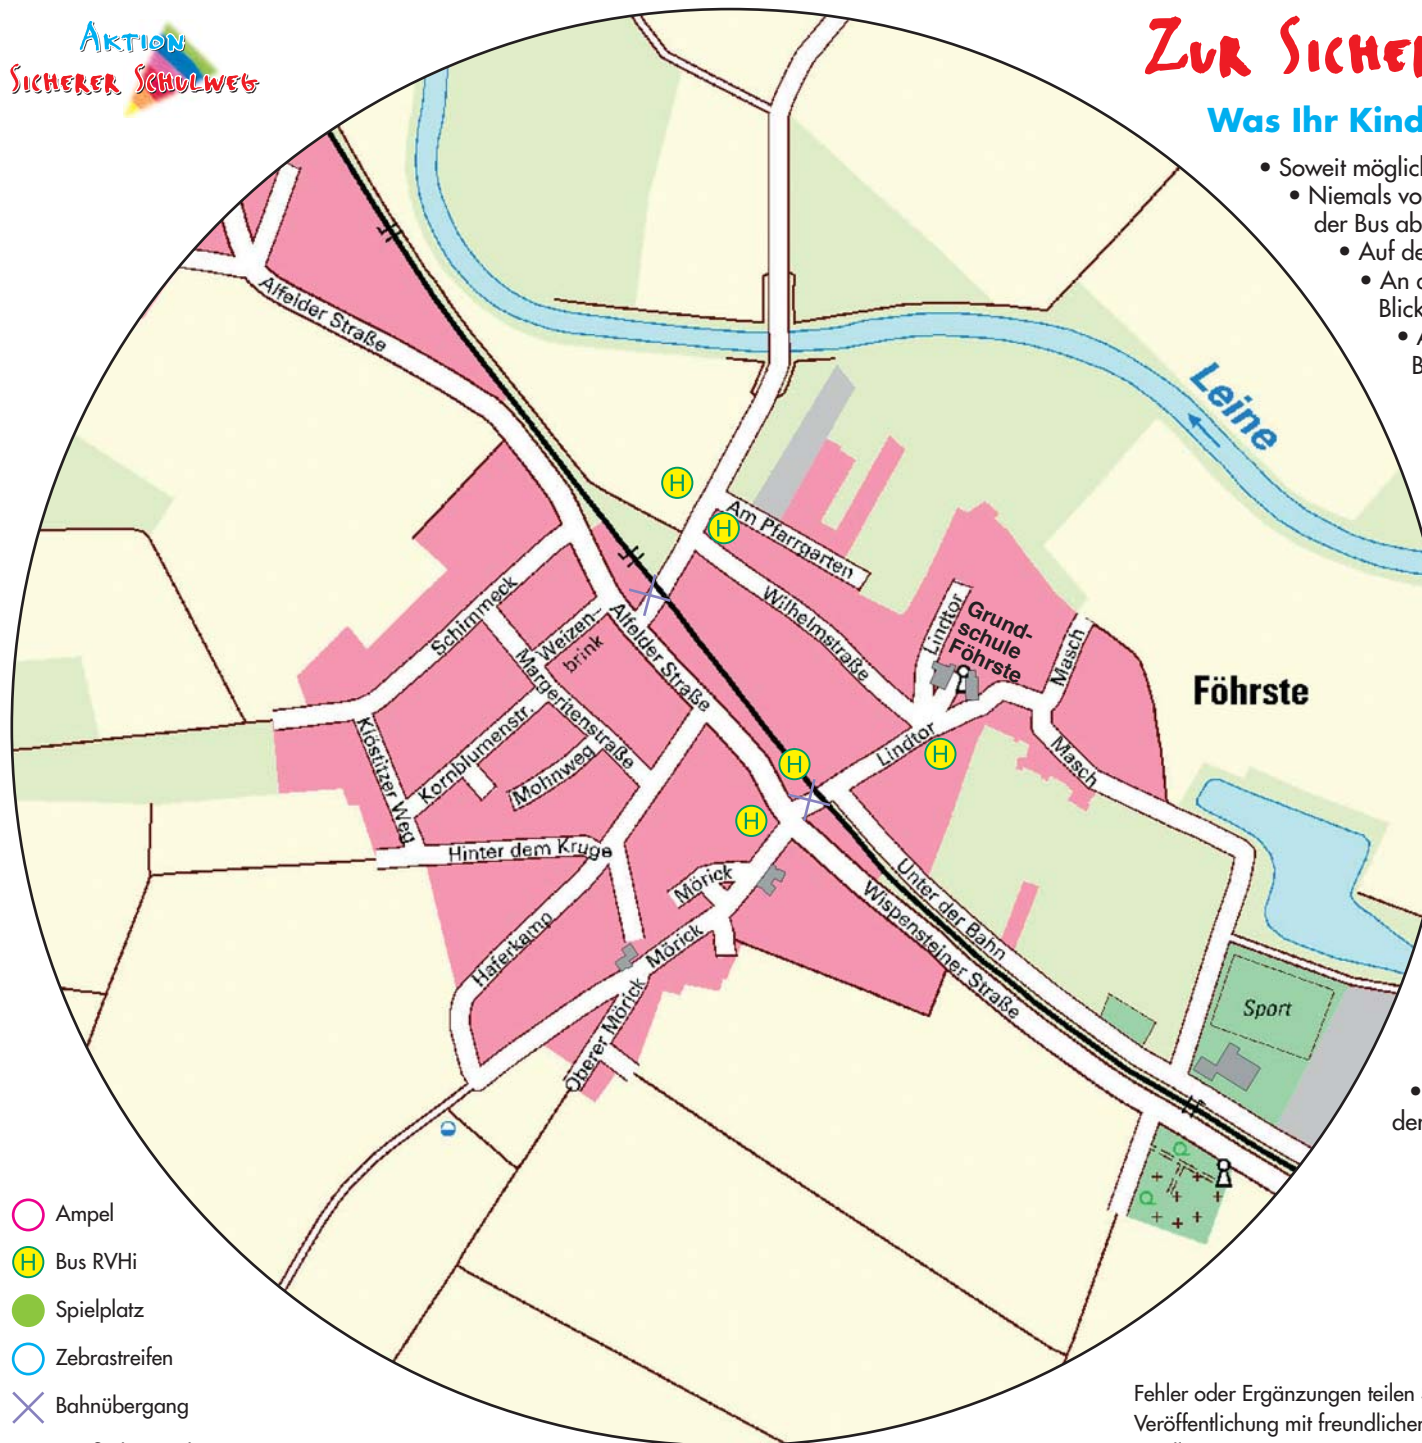 AKTION
SICHERER SCHULWEG
ZUR SICHER
Was Ihr Kind
• Soweit möglich
• Niemals vo
der Bus ab
• Auf de
• An
Blick
Alfelder Straße
Leine
H
H
Am Pfarrgarten
Schirmmeck
Weizen-
brink
Alfelder Straße
Wilhelmstraße
Lindtor
Grund-
schule
Föhrste
Masch
Föhrste
Margeritenstraße
Klöstitzer Weg
Kornblumenstr.
Mohnweg
H
Lindtor
H
Masch
H
Hinter dem Kruge
Mörick
Unter der Bahn
Wispensteiner Straße
Haferkamp
Mörick
Oberer Mörick
Sport
der
Ampel
H Bus RVHi
Spielplatz
Zebrastreifen
Bahnübergang
Fehler oder Ergänzungen teilen
Veröffentlichung mit freundlicher